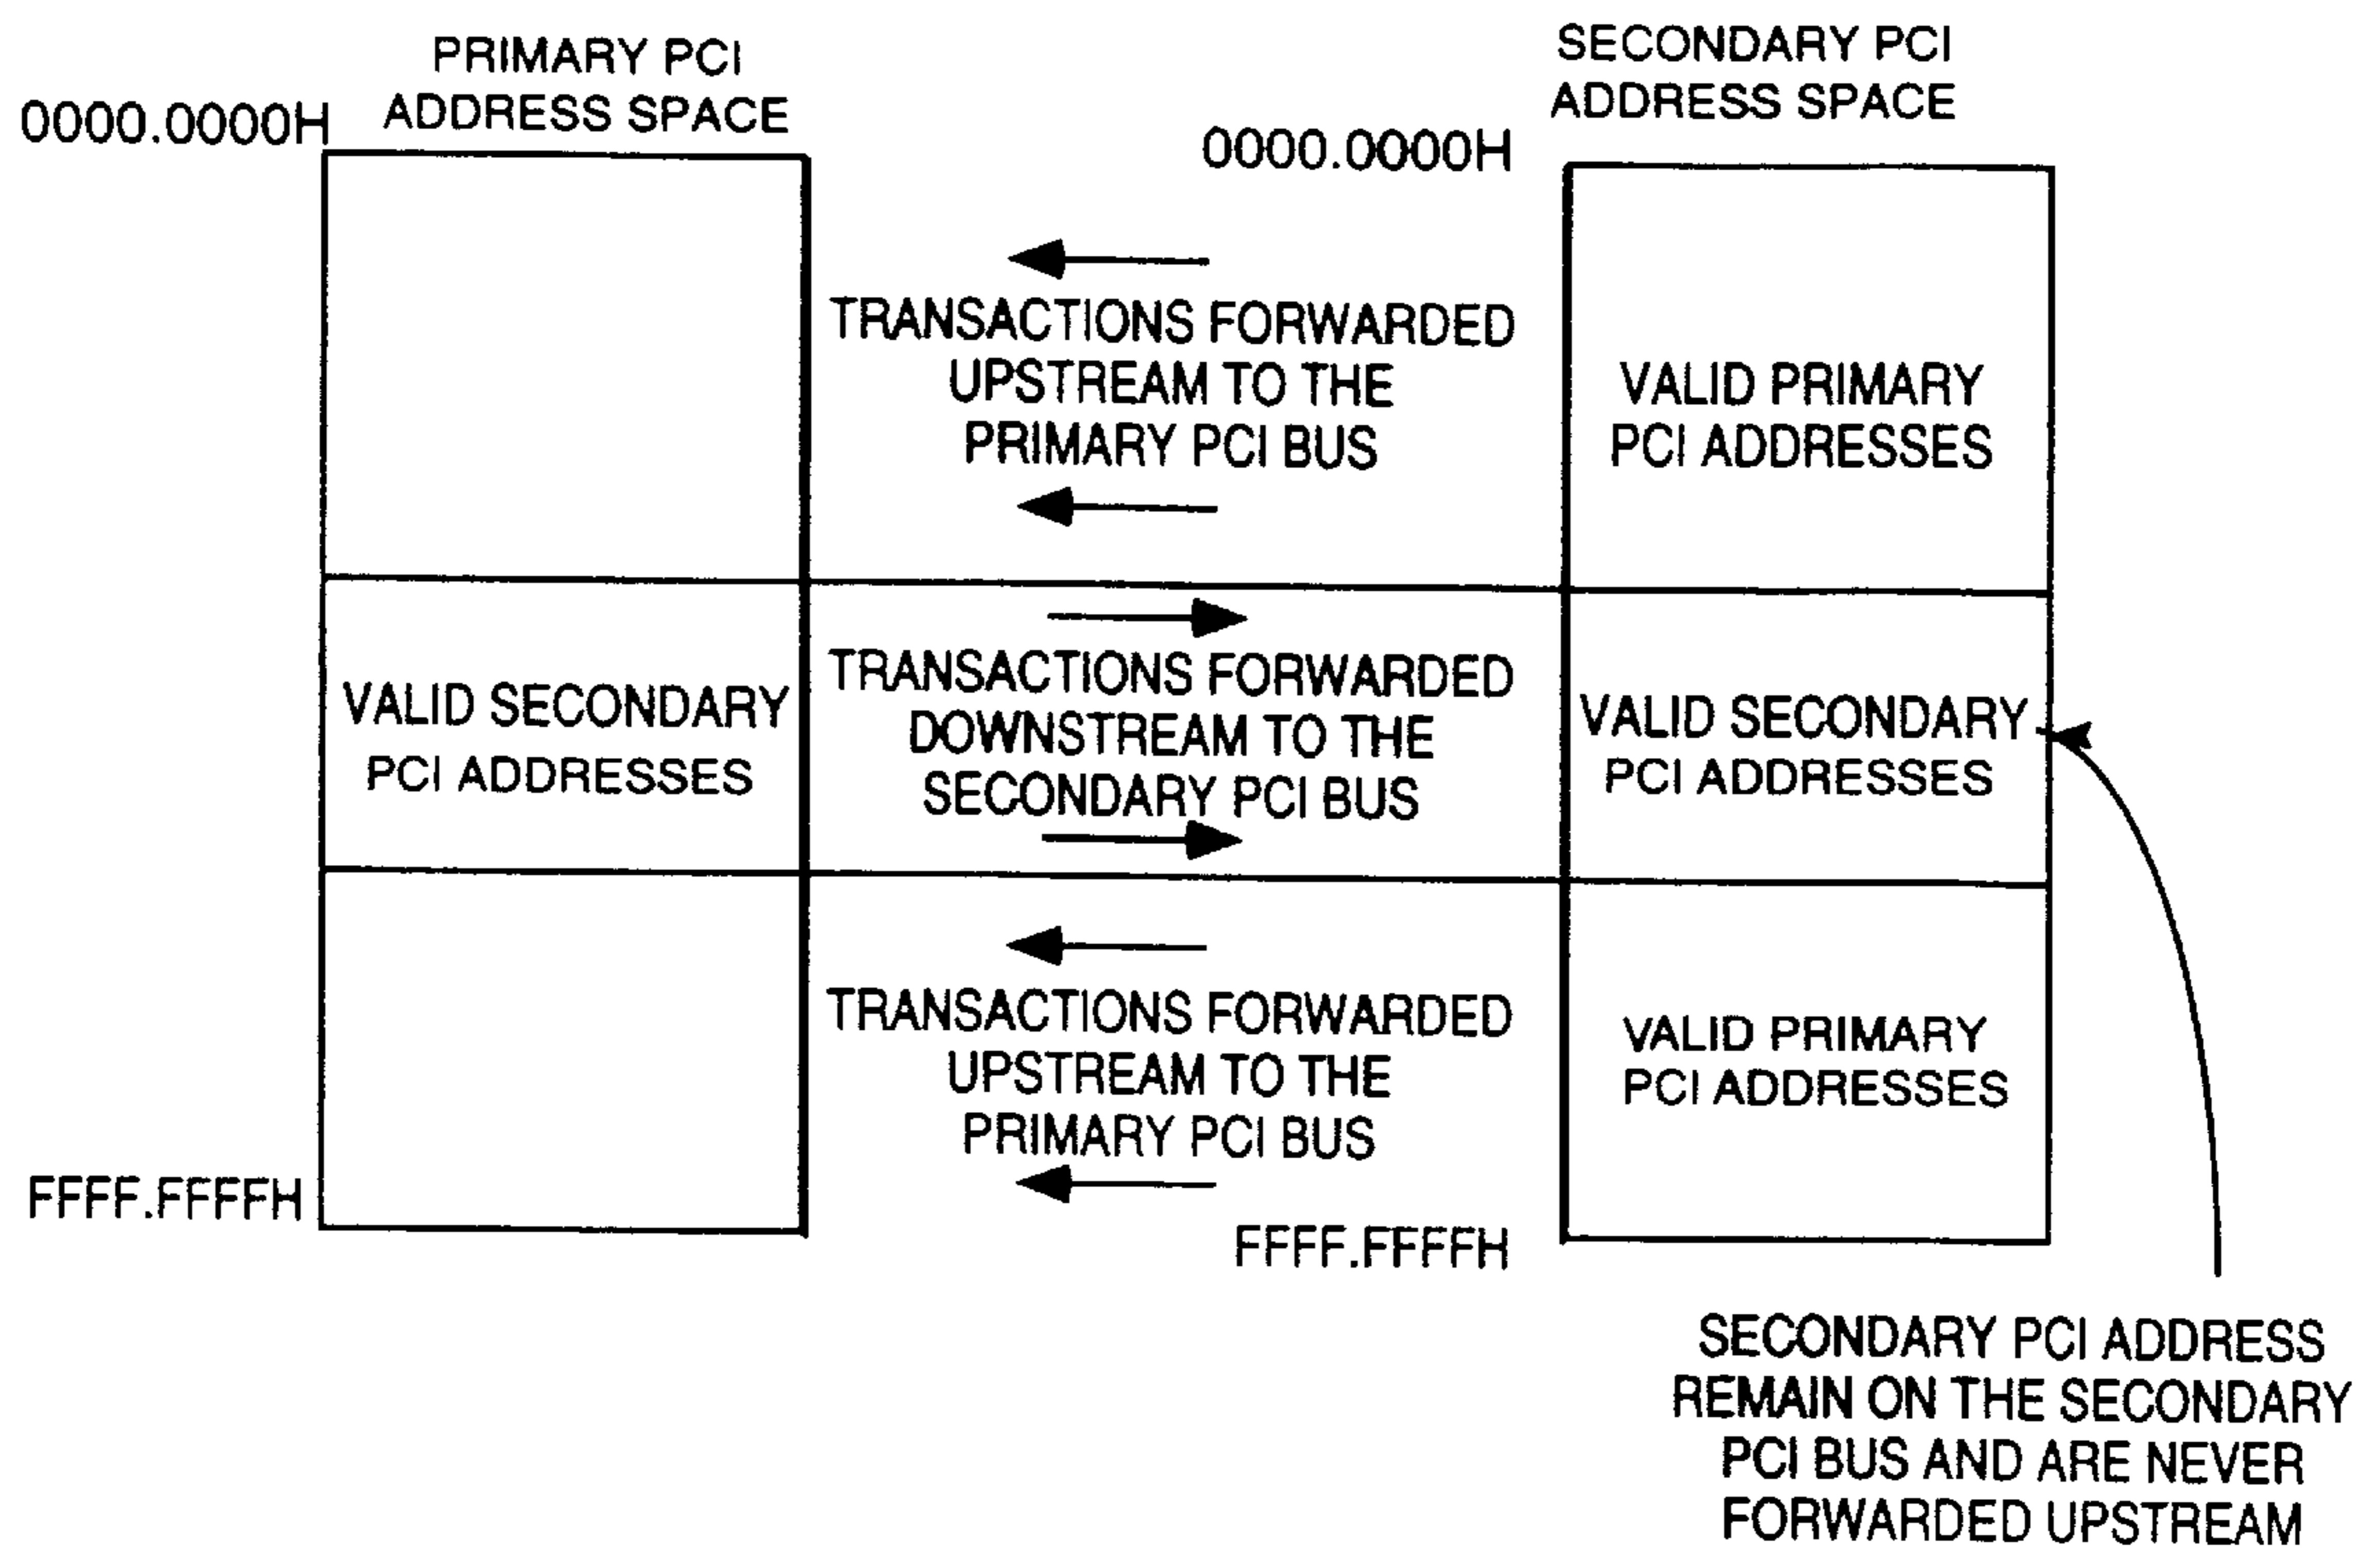 PRIMARY PCI
ADDRESS SPACE
0000.0000H
SECONDARY PCI
ADDRESS SPACE
0000.0000H
TRANSACTIONS FORWARDED
UPSTREAM TO THE
PRIMARY PCI BUS
VALID PRIMARY
PCI ADDRESSES
VALID SECONDARY
PCI ADDRESSES
TRANSACTIONS FORWARDED
DOWNSTREAM TO THE
SECONDARY PCI BUS
VALID SECONDARY
PCI ADDRESSES
TRANSACTIONS FORWARDED
UPSTREAM TO THE
PRIMARY PCI BUS
VALID PRIMARY
PCI ADDRESSES
FFFF.FFFFH
FFFF.FFFFH
SECONDARY PCI ADDRESS
REMAIN ON THE SECONDARY
PCI BUS AND ARE NEVER
FORWARDED UPSTREAM